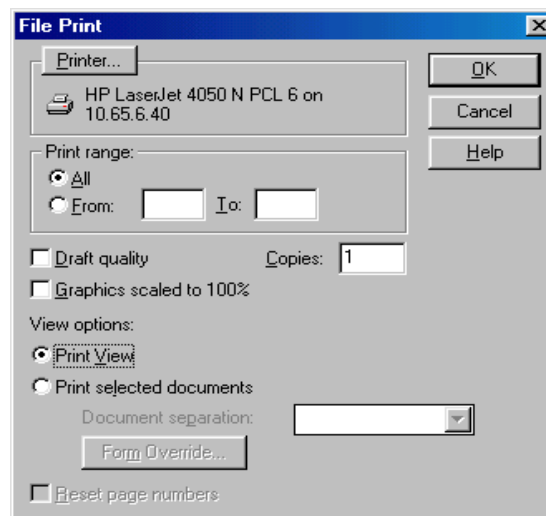 File Print
Printer...
HP LaserJet 4050 N PCL 6 on
10.65.6.40
OK
Cancel
Help
Print range:
All
From: To:
Draft quality Copies: 1
Graphics scaled to 100%
View options:
Print View
Print selected documents
Document separation:
Form Override...
Reset page numbers